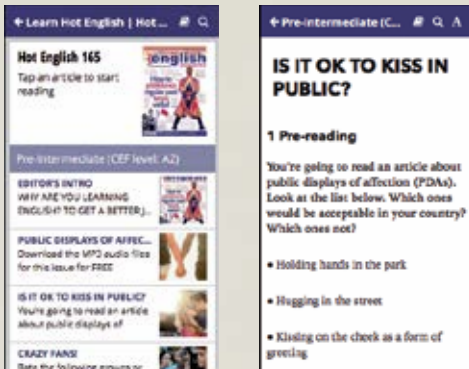 Learn Hot English | Hot ...
Hot English 165
Tap an article to start
reading
english
Pre-intermediate (CEF level: A2)
EDITOR'S INTRO
WHY ARE YOU LEARNING
ENGLISH? TO GET A BETTER J...
PUBLIC DISPLAYS OF AFFEC...
Download the MP3 audio files
for this issue for FREE
IS IT OK TO KISS IN PUBLIC?
You're going to read an article
about public displays of
CRAZY FANS!
Rate the following groups or
Pre-intermediate (C... A
IS IT OK TO KISS IN
PUBLIC?
1 Pre-reading
You're going to read an article about
public displays of affection (PDAs).
Look at the list below. Which ones
would be acceptable in your country?
Which ones not?
• Holding hands in the park
• Hugging in the street
• Kissing on the cheek as a form of
greeting